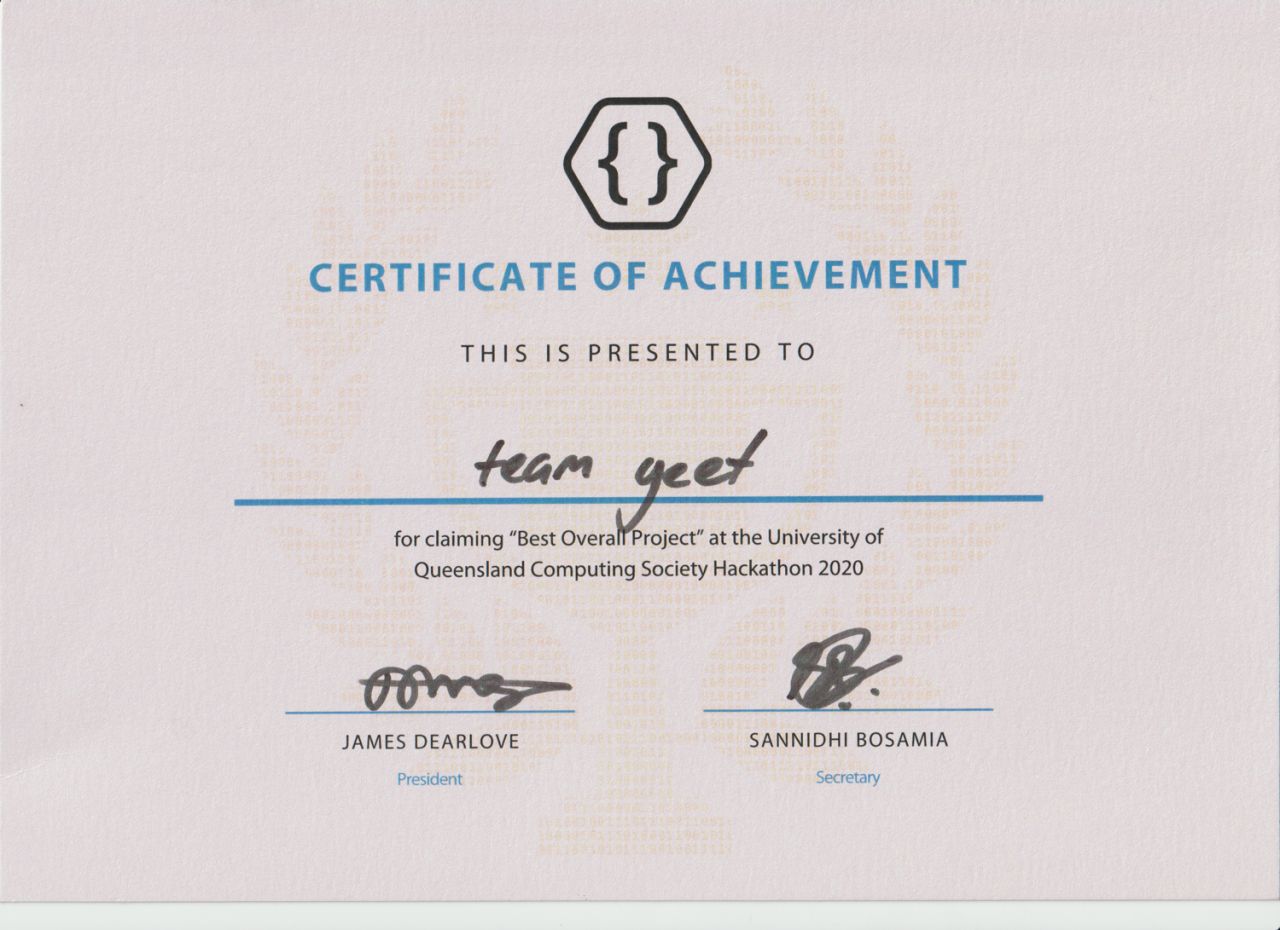 {}
CERTIFICATE OF ACHIEVEMENT
THIS IS PRESENTED TO
team yeet
for claiming “Best Overall Project” at the University of
Queensland Computing Society Hackathon 2020
JAMES DEARLOVE
SANNIDHI BOSAMIA
President
Secretary